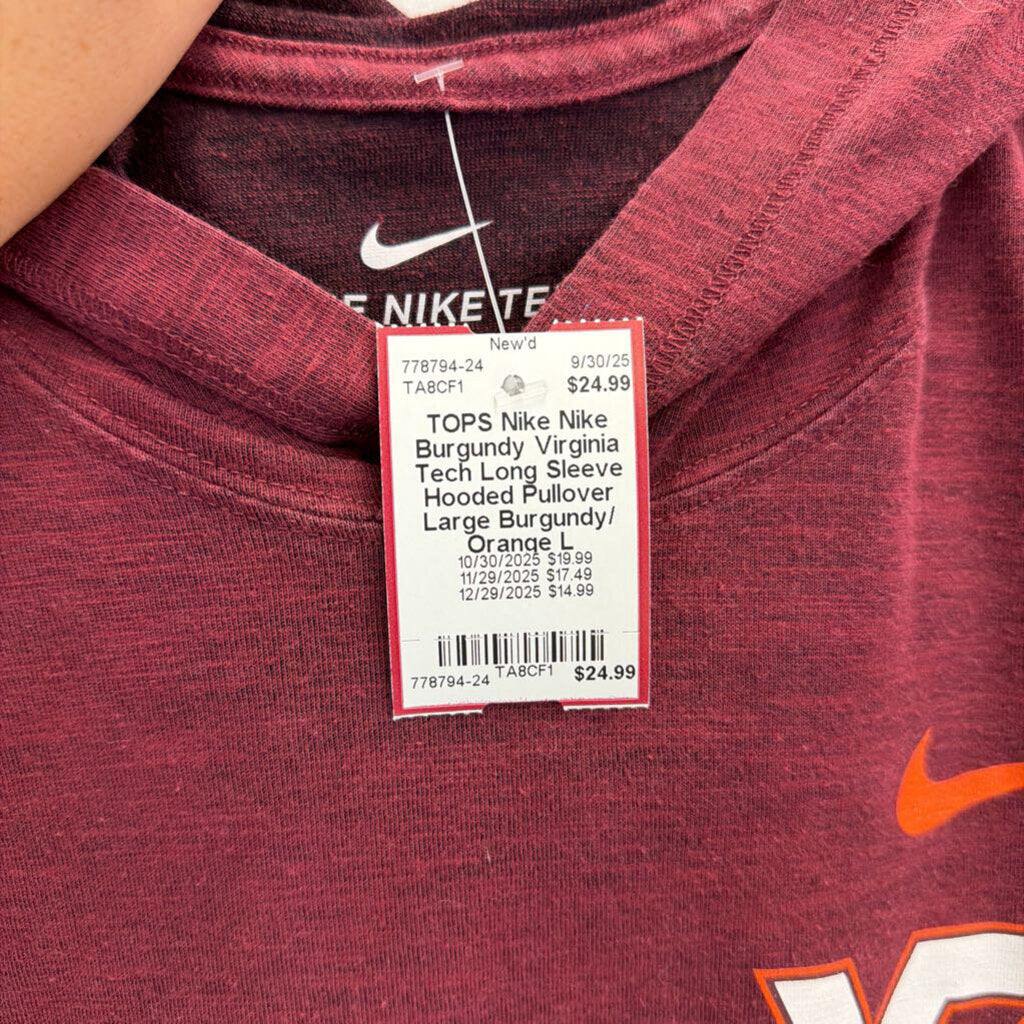 NIKE TE
New'd
778794-24 9/30/25
TA8CF1 $24.99
TOPS Nike Nike
Burgundy Virginia
Tech Long Sleeve
Hooded Pullover
Large Burgundy/
Orange L
10/30/2025 $19.99
11/29/2025 $17.49
12/29/2025 $14.99
778794-24 TA8CF1 $24.99